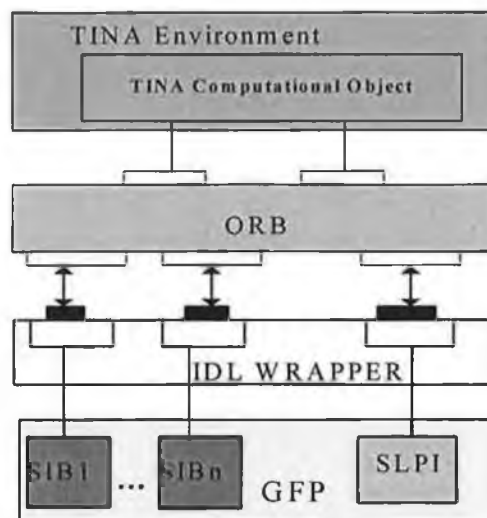 TINA Environment
TINA Computational Object
ORB
IDL WRAPPER
SIB1 ... SIBn SLPI
GFP